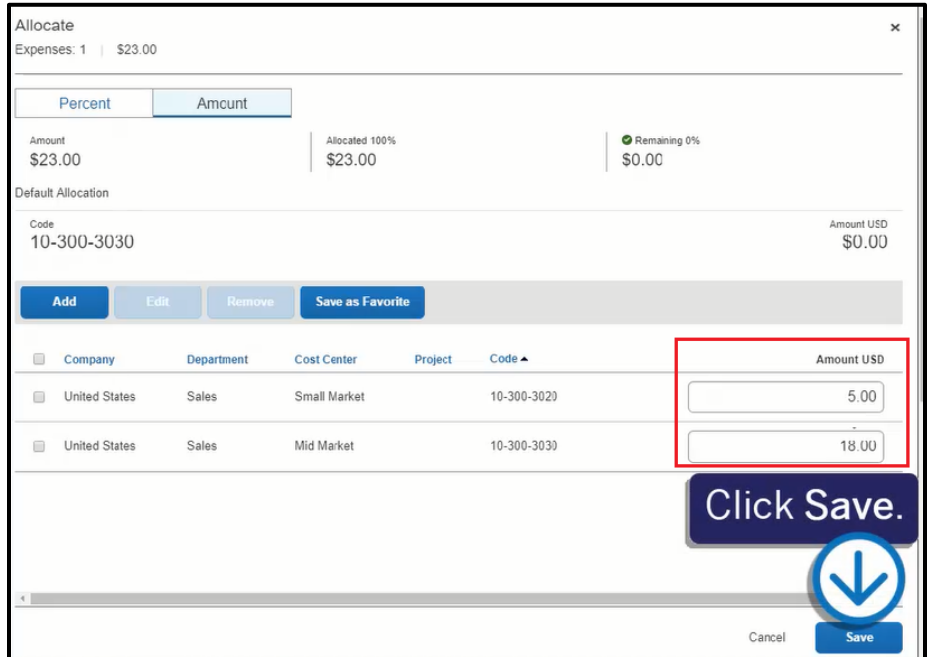 Allocate
×
Expenses: 1 | $23.00
Percent Amount
Amount Allocated 100% Remaining 0%
$23.00 $23.00 $0.00
Default Allocation
Code Amount USD
10-300-3030 $0.00
Add Edit Remove Save as Favorite
Company Department Cost Center Project Code Amount USD
United States Sales Small Market 10-300-3020 5.00
United States Sales Mid Market 10-300-3030 18.00
Click Save.
Cancel Save